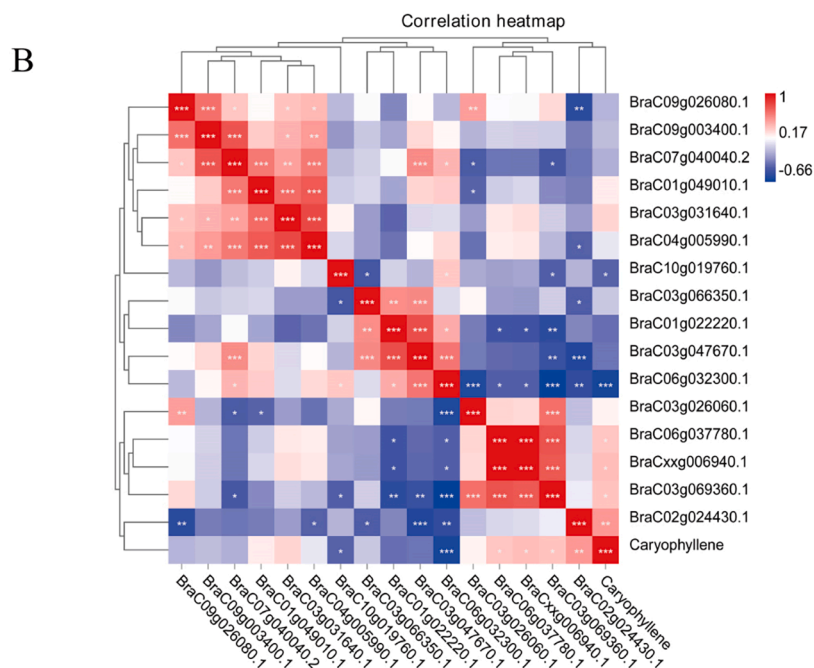 Correlation heatmap
B
BraC09g026080.1
BraC09g003400.1
BraC07g040040.2
BraC01g049010.1
BraC03g031640.1
BraC04g005990.1
BraC10g019760.1
BraC03g066350.1
BraC01g022220.1
BraC03g047670.1
BraC06g032300.1
BraC03g026060.1
BraC06g037780.1
BraCxxg006940.1
BraC03g069360.1
BraC02g024430.1
Caryophyllene
1
0.17
-0.66
*** *** * * * ** **
*** *** *** * **
* *** *** *** ** *** *** * * *
*** *** *** *** *
* * ** *** *** ***
* ** *** *** *** *** *
*** * * * *
* *** ** *** *
** *** *** * * * **
*** *** *** *** *** ** ***
* * * *** *** *** * * *** ** ***
** * * *** *** ***
* * *** *** *** *
* * *** *** *** *
* * ** ** *** *** *** *** *** *
** * * *** ** *** **
* *** * * * ** ***
BraC09g026080.1
BraC09g003400.1
BraC07g040040.2
BraC01g049010.1
BraC03g031640.1
BraC04g005990.1
BraC10g019760.1
BraC03g066350.1
BraC01g022220.1
BraC03g047670.1
BraC06g032300.1
BraC03g026060.1
BraC06g037780.1
BraCxxg006940.1
BraC03g069360.1
BraC02g024430.1
Caryophyllene